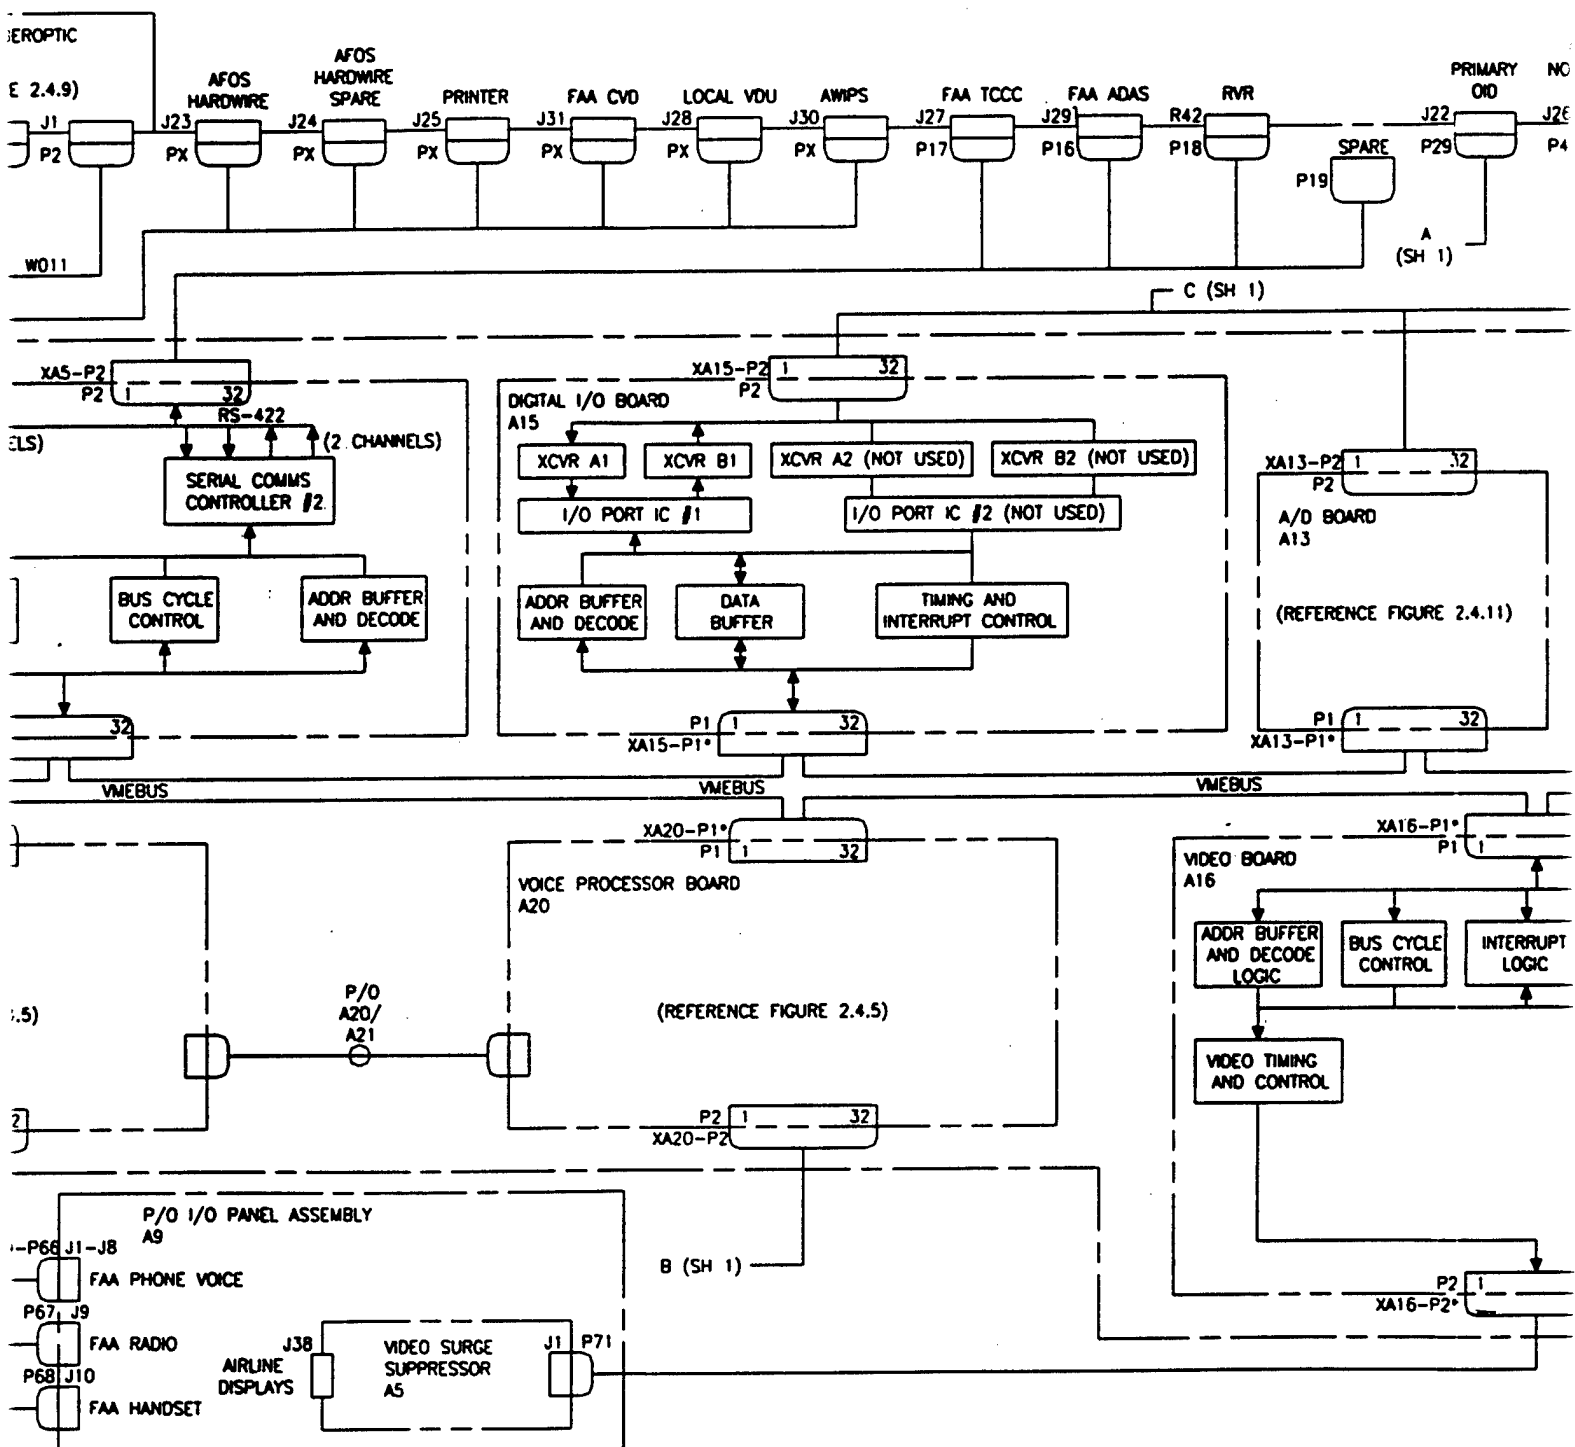 BEROPTIC
E 2.4.9)
AFOS
HARDWIRE
AFOS
HARDWIRE
SPARE
PRINTER
FAA CVD
LOCAL VDU
AWIPS
FAA TCCC
FAA ADAS
RVR
PRIMARY
OID
NO
J1
J23
J24
J25
J31
J28
J30
J27
J29
R42
J22
J26
P2
PX
PX
PX
PX
PX
PX
P17
P16
P18
SPARE
P19
P29
P4
W011
A
(SH 1)
C (SH 1)
XA5-P2
P2
1
32
RS-422
ELS)
(2 CHANNELS)
SERIAL COMMS
CONTROLLER #2
BUS CYCLE
CONTROL
ADDR BUFFER
AND DECODE
32
XA15-P2
P2
1
32
DIGITAL I/O BOARD
A15
XCVR A1
XCVR B1
XCVR A2 (NOT USED)
XCVR B2 (NOT USED)
I/O PORT IC #1
I/O PORT IC #2 (NOT USED)
ADDR BUFFER
AND DECODE
DATA
BUFFER
TIMING AND
INTERRUPT CONTROL
P1
XA15-P1*
1
32
XA13-P2
P2
1
32
A/D BOARD
A13
(REFERENCE FIGURE 2.4.11)
P1
XA13-P1*
1
32
VMEBUS
VMEBUS
VMEBUS
XA20-P1*
P1
1
32
VOICE PROCESSOR BOARD
A20
(REFERENCE FIGURE 2.4.5)
.5)
P/O
A20/
A21
2
P2
XA20-P2
1
32
B (SH 1)
XA16-P1*
P1
1
VIDEO BOARD
A16
ADDR BUFFER
AND DECODE
LOGIC
BUS CYCLE
CONTROL
INTERRUPT
LOGIC
VIDEO TIMING
AND CONTROL
P2
XA16-P2*
1
P/O I/O PANEL ASSEMBLY
A9
-P66
J1-J8
FAA PHONE VOICE
P67
J9
FAA RADIO
P68
J10
FAA HANDSET
AIRLINE
DISPLAYS
J38
VIDEO SURGE
SUPPRESSOR
A5
J1
P71